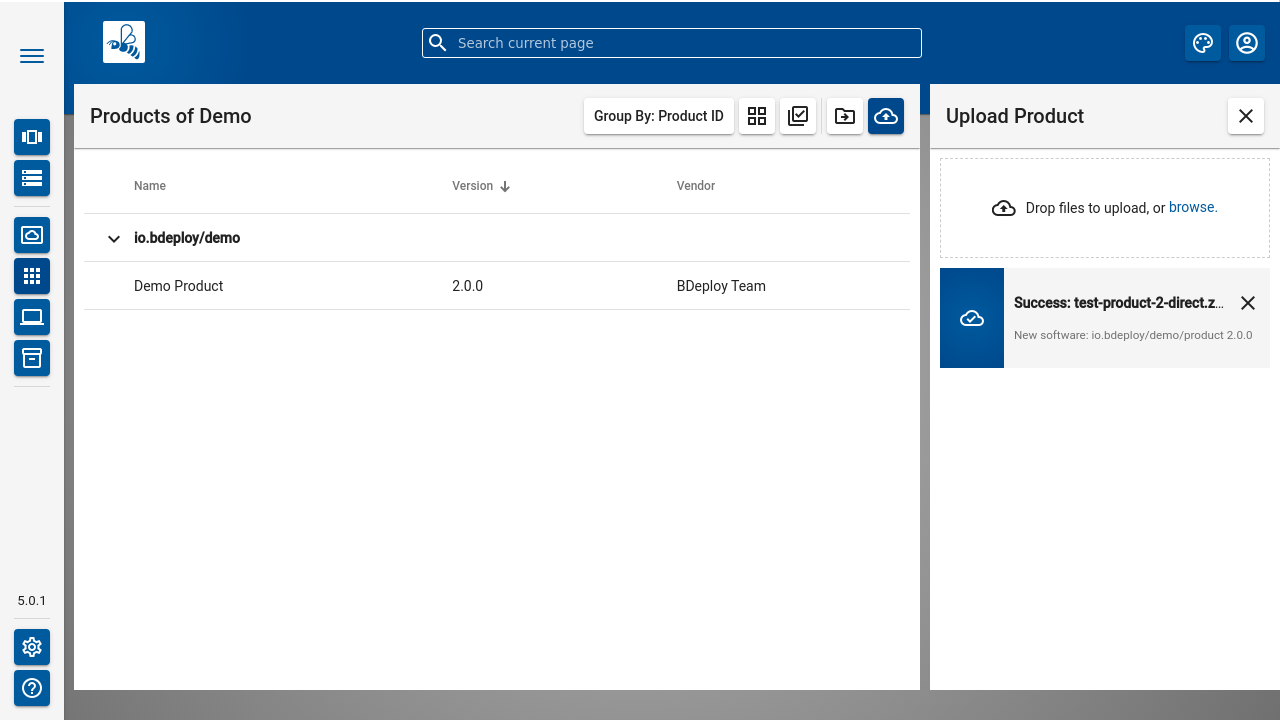 Search current page
Products of Demo
Group By: Product ID
Upload Product
Name Version Vendor
io.bdeploy/demo
Demo Product 2.0.0 BDeploy Team
Drop files to upload, or browse.
Success: test-product-2-direct.z...
New software: io.bdeploy/demo/product 2.0.0
5.0.1